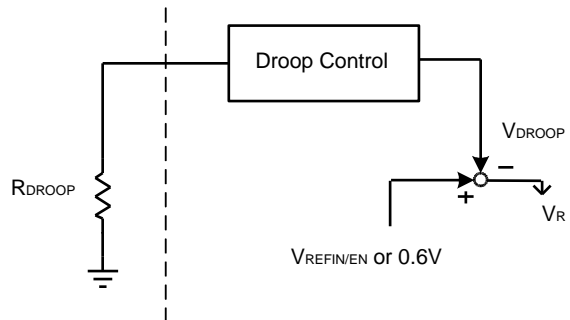 Droop Control
VDROOP
RDROOP
−
+
VR
VREFIN/EN or 0.6V